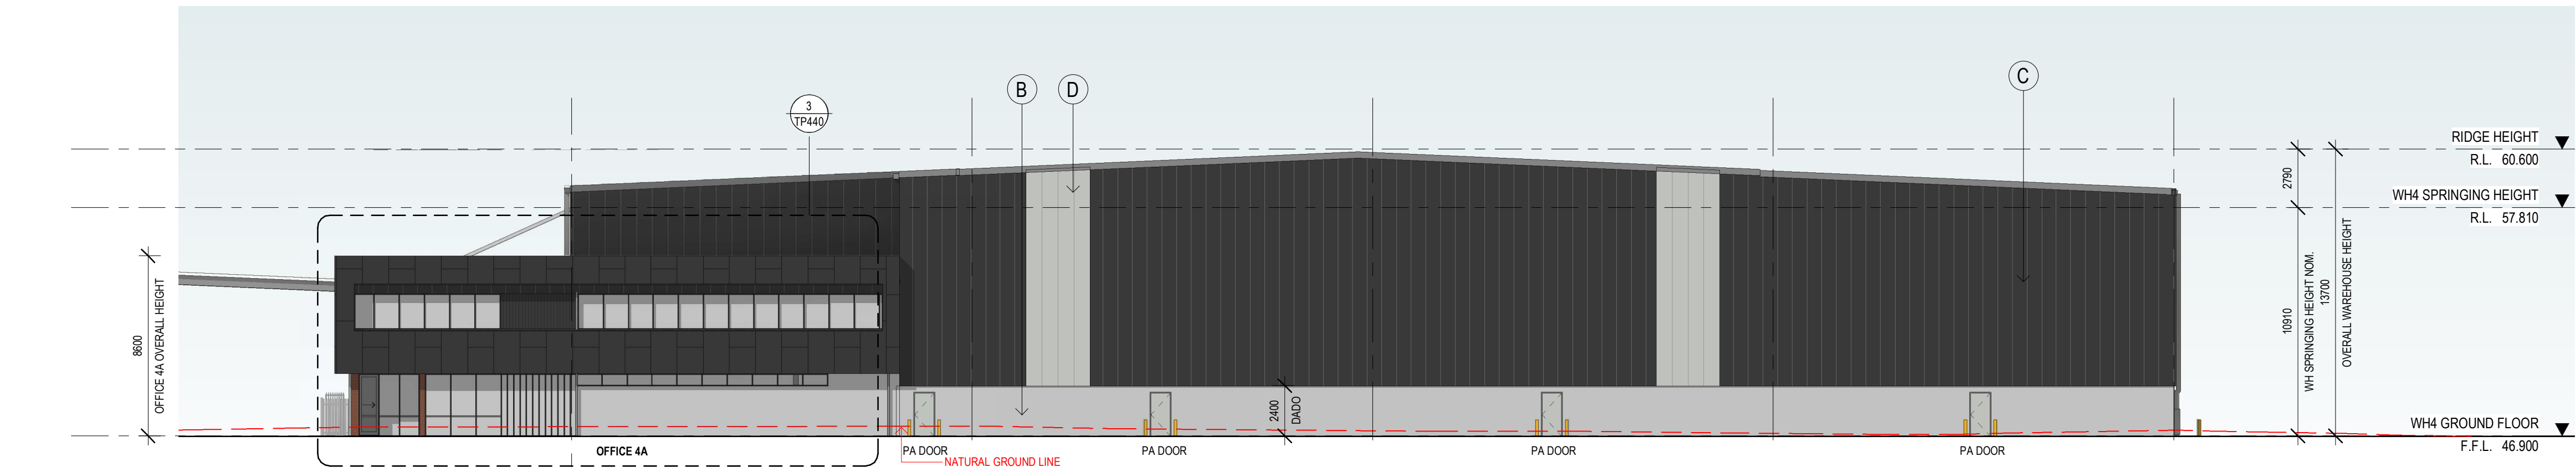 B
D
C
3
TP440
RIDGE HEIGHT
R.L. 60.600
2790
WH4 SPRINGING HEIGHT
R.L. 57.810
8600
OFFICE 4A OVERALL HEIGHT
10910
WH SPRINGING HEIGHT NOM.
13700
OVERALL WAREHOUSE HEIGHT
2400
DADO
WH4 GROUND FLOOR
F.F.L. 46.900
OFFICE 4A
PA DOOR
PA DOOR
PA DOOR
PA DOOR
NATURAL GROUND LINE